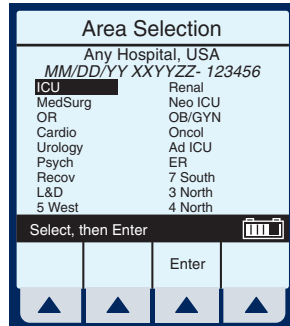 Area Selection
Any Hospital, USA
MM/DD/YY XXYYZZ- 123456
ICU Renal
MedSurg Neo ICU
OR OB/GYN
Cardio Oncol
Urology Ad ICU
Psych ER
Recov 7 South
L&D 3 North
5 West 4 North
Select, then Enter
Enter